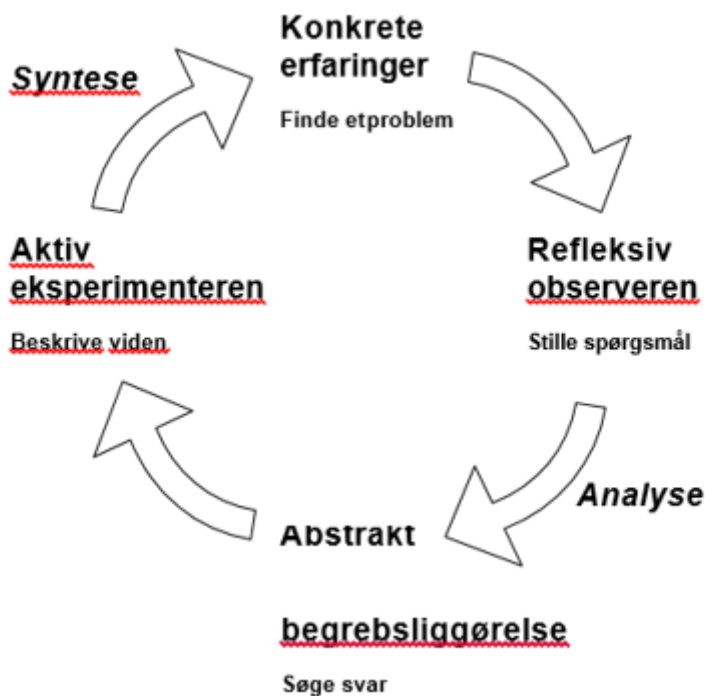 Konkrete
erfaringer
Finde etproblem
Refleksiv
observeren
Stille spørgsmål
Analyse
Abstrakt
begrebsliggørelse
Søge svar
Aktiv
eksperimenteren
Beskrive viden
Syntese